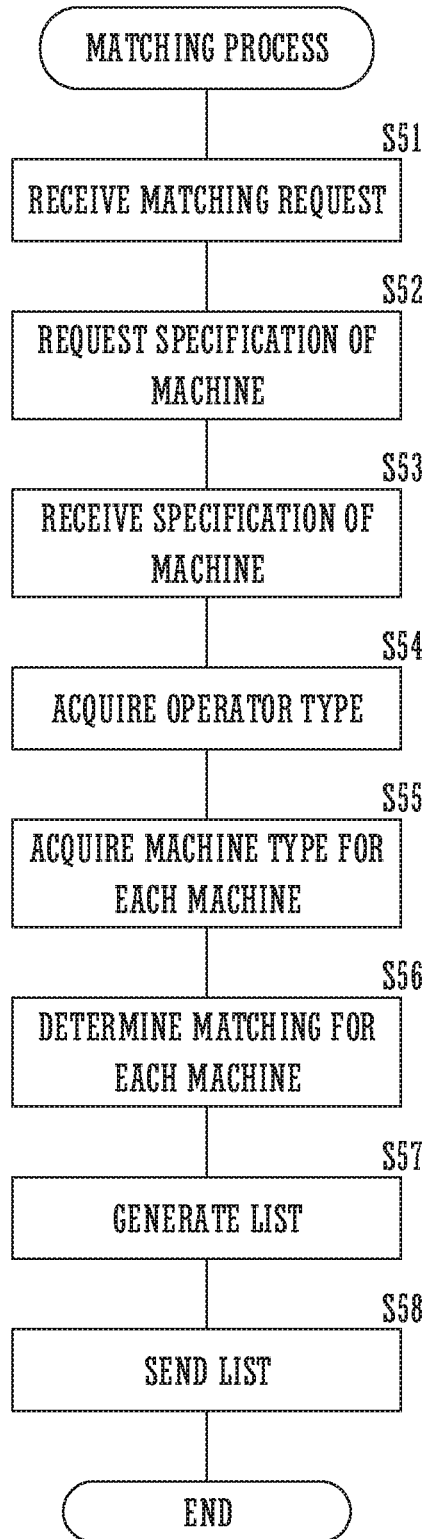 MATCHING PROCESS
S51
RECEIVE MATCHING REQUEST
S52
REQUEST SPECIFICATION OF
MACHINE
S53
RECEIVE SPECIFICATION OF
MACHINE
S54
ACQUIRE OPERATOR TYPE
S55
ACQUIRE MACHINE TYPE FOR
EACH MACHINE
S56
DETERMINE MATCHING FOR
EACH MACHINE
S57
GENERATE LIST
S58
SEND LIST
END